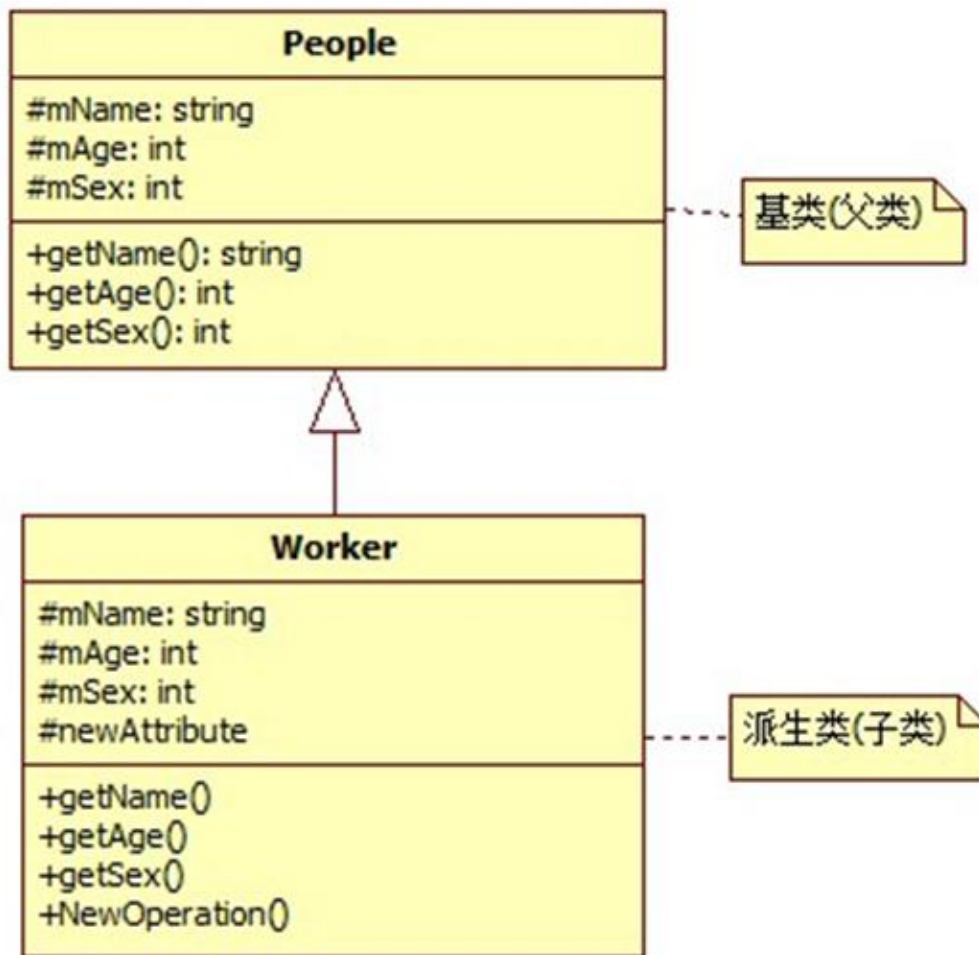 People
#mName: string
#mAge: int
#mSex: int
基类(父类)
+getName(): string
+getAge(): int
+getSex(): int
Worker
#mName: string
#mAge: int
#mSex: int
#newAttribute
派生类(子类)
+getName()
+getAge()
+getSex()
+NewOperation()